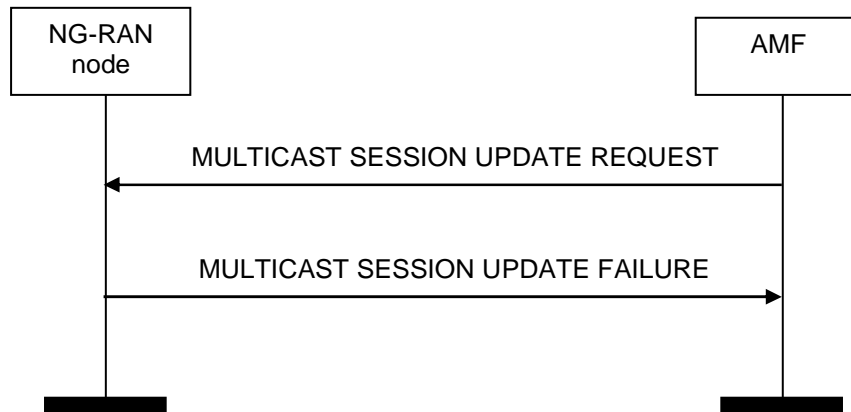 NG-RAN
node
AMF
MULTICAST SESSION UPDATE REQUEST
MULTICAST SESSION UPDATE FAILURE